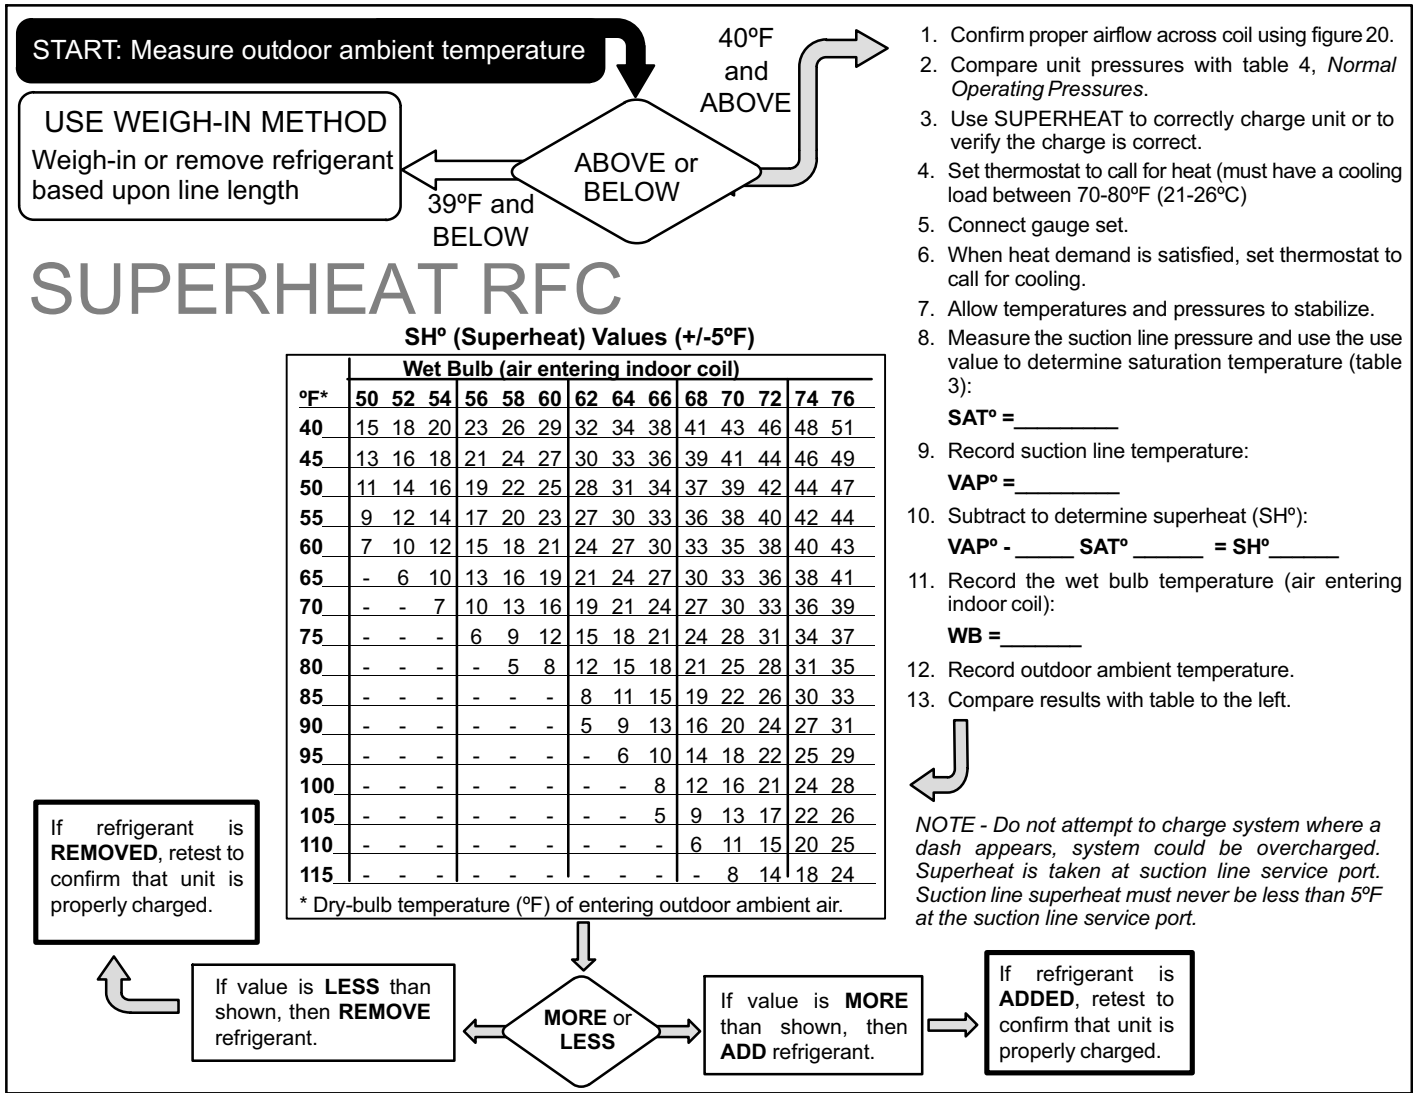 START: Measure outdoor ambient temperature
40ºF
and
ABOVE
USE WEIGH-IN METHOD
Weigh-in or remove refrigerant
based upon line length
ABOVE or
BELOW
39ºF and
BELOW
SUPERHEAT RFC
1. Confirm proper airflow across coil using figure 20.
2. Compare unit pressures with table 4, Normal
Operating Pressures.
3. Use SUPERHEAT to correctly charge unit or to
verify the charge is correct.
4. Set thermostat to call for heat (must have a cooling
load between 70-80ºF (21-26ºC)
5. Connect gauge set.
6. When heat demand is satisfied, set thermostat to
call for cooling.
7. Allow temperatures and pressures to stabilize.
8. Measure the suction line pressure and use the use
value to determine saturation temperature (table
3):
SATº =_________
9. Record suction line temperature:
VAPº =_________
10. Subtract to determine superheat (SHº):
VAPº - _____ SATº ______ = SHº______
11. Record the wet bulb temperature (air entering
indoor coil):
WB =_______
12. Record outdoor ambient temperature.
13. Compare results with table to the left.
SHº (Superheat) Values (+/-5ºF)
Wet Bulb (air entering indoor coil)
ºF* 50 52 54 56 58 60 62 64 66 68 70 72 74 76
40 15 18 20 23 26 29 32 34 38 41 43 46 48 51
45 13 16 18 21 24 27 30 33 36 39 41 44 46 49
50 11 14 16 19 22 25 28 31 34 37 39 42 44 47
55 9 12 14 17 20 23 27 30 33 36 38 40 42 44
60 7 10 12 15 18 21 24 27 30 33 35 38 40 43
65 - 6 10 13 16 19 21 24 27 30 33 36 38 41
70 - - 7 10 13 16 19 21 24 27 30 33 36 39
75 - - - 6 9 12 15 18 21 24 28 31 34 37
80 - - - - 5 8 12 15 18 21 25 28 31 35
85 - - - - - - 8 11 15 19 22 26 30 33
90 - - - - - - 5 9 13 16 20 24 27 31
95 - - - - - - - 6 10 14 18 22 25 29
100 - - - - - - - - 8 12 16 21 24 28
105 - - - - - - - - 5 9 13 17 22 26
110 - - - - - - - - - 6 11 15 20 25
115 - - - - - - - - - - 8 14 18 24
* Dry-bulb temperature (ºF) of entering outdoor ambient air.
NOTE - Do not attempt to charge system where a
dash appears, system could be overcharged.
Superheat is taken at suction line service port.
Suction line superheat must never be less than 5ºF
at the suction line service port.
If refrigerant is
REMOVED, retest to
confirm that unit is
properly charged.
If value is LESS than
shown, then REMOVE
refrigerant.
MORE or
LESS
If value is MORE
than shown, then
ADD refrigerant.
If refrigerant is
ADDED, retest to
confirm that unit is
properly charged.